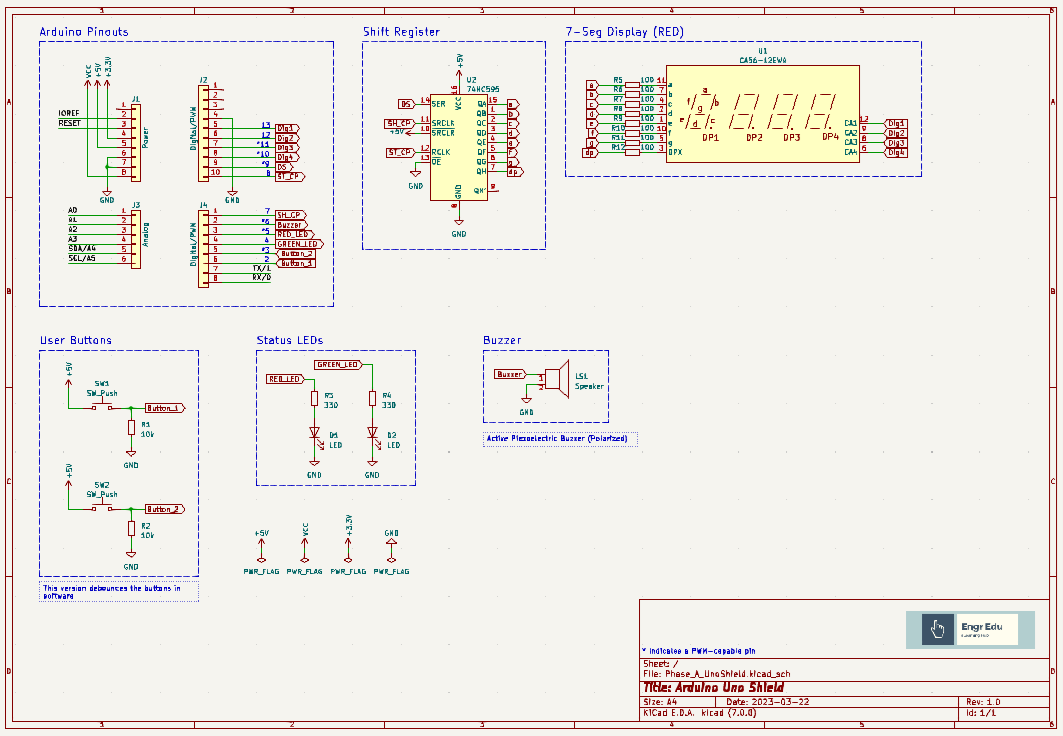 1 2 3 4 5 6
Arduino Pinouts
VCC
+5V
+3.3V
IOREF
RESET
J1
1
2
3
4
5
6
7
8
Power
GND
J2
1
2
3
4
5
6
7
8
9
10
Digital/PWM
13 Dig1
12 Dig2
*11 Dig3
*10 Dig4
*9 DS
8 ST_CP
GND
A0
A1
A2
A3
SDA/A4
SCL/A5
J3
1
2
3
4
5
6
Analog
J4
1
2
3
4
5
6
7
8
Digital/PWM
7 SH_CP
*6 Buzzer
*5 RED_LED
4 GREEN_LED
*3 Button_2
2 Button_1
TX/1
RX/0
Shift Register
+5V
U2
74HC595
VCC 16
DS 14 SER
SH_CP 11 SRCLK
+5V 10 SRCLR
ST_CP 12 RCLK
13 OE
GND
QA 15 a
QB 1 b
QC 2 c
QD 3 d
QE 4 e
QF 5 f
QG 6 g
QH 7 dp
QH' 9
GND 8
GND
7-Seg Display (RED)
U1
CA56-12EWA
a R5 100 11 a
b R6 100 7 b
c R7 100 4 c
d R8 100 2 d
e R9 100 1 e
f R10 100 10 f
g R11 100 5 g
dp R12 100 3 DPX
a
f b
g
e c
d
DP1 DP2 DP3 DP4
CA1 12 Dig1
CA2 9 Dig2
CA3 8 Dig3
CA4 6 Dig4
User Buttons
+5V
SW1
SW_Push
Button_1
R1
10k
GND
+5V
SW2
SW_Push
Button_2
R2
10k
GND
This version debounces the buttons in
software
Status LEDs
GREEN_LED
RED_LED
R3
330
R4
330
D1
LED
D2
LED
GND
GND
Buzzer
Buzzer
1
2
LS1
Speaker
GND
Active Piezoelectric Buzzer (Polarized)
+5V
VCC
+3.3V
GND
PWR_FLAG
PWR_FLAG
PWR_FLAG
PWR_FLAG
Engr Edu
* indicates a PWM-capable pin
Sheet: /
File: Phase_A_UnoShield.kicad_sch
Title: Arduino Uno Shield
Size: A4 Date: 2023-03-22 Rev: 1.0
KiCad E.D.A. kicad (7.0.0) Id: 1/1
A
B
C
D
A
B
C
D
1 2 3 4 5 6